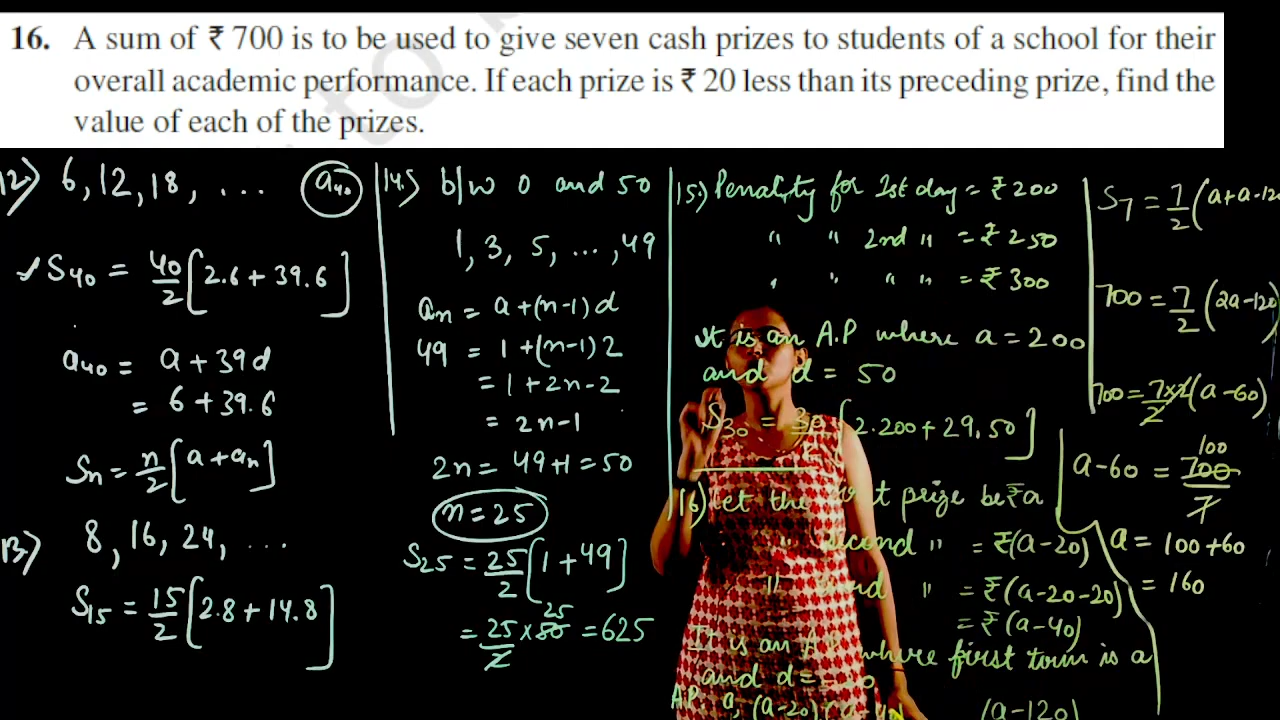 16. A sum of ₹ 700 is to be used to give seven cash prizes to students of a school for their
overall academic performance. If each prize is ₹ 20 less than its preceding prize, find the
value of each of the prizes.
12) 6, 12, 18, ... a40
S40 = 40/2 [2.6 + 39.6]
a40 = a + 39d
= 6 + 39.6
Sn = n/2 [a + an]
13) 8, 16, 24, ...
S15 = 15/2 [2.8 + 14.8]
14) b/w 0 and 50
1, 3, 5, ..., 49
an = a + (n-1)d
49 = 1 + (n-1)2
= 1 + 2n - 2
= 2n - 1
2n = 49 + 1 = 50
n = 25
S25 = 25/2 [1 + 49]
= 25/2 × 50 25 = 625
15) Penality for 1st day = ₹ 200
" " 2nd " = ₹ 250
" " " " = ₹ 300
It is an A.P where a = 200
and d = 50
S30 = 30 [2.200 + 29.50]
16) Let the prize be ₹ a
" second " = ₹ (a-20)
" " = ₹ (a-20-20)
= ₹ (a-40)
It is an where first term is a
and d =
A.P. a, (a-20), (a-120)
S7 = 7/2 (a + a - 120
700 = 7/2 (2a - 120)
700 = 7×2/2 (a - 60)
a - 60 = 700/7 100
a = 100 + 60
= 160